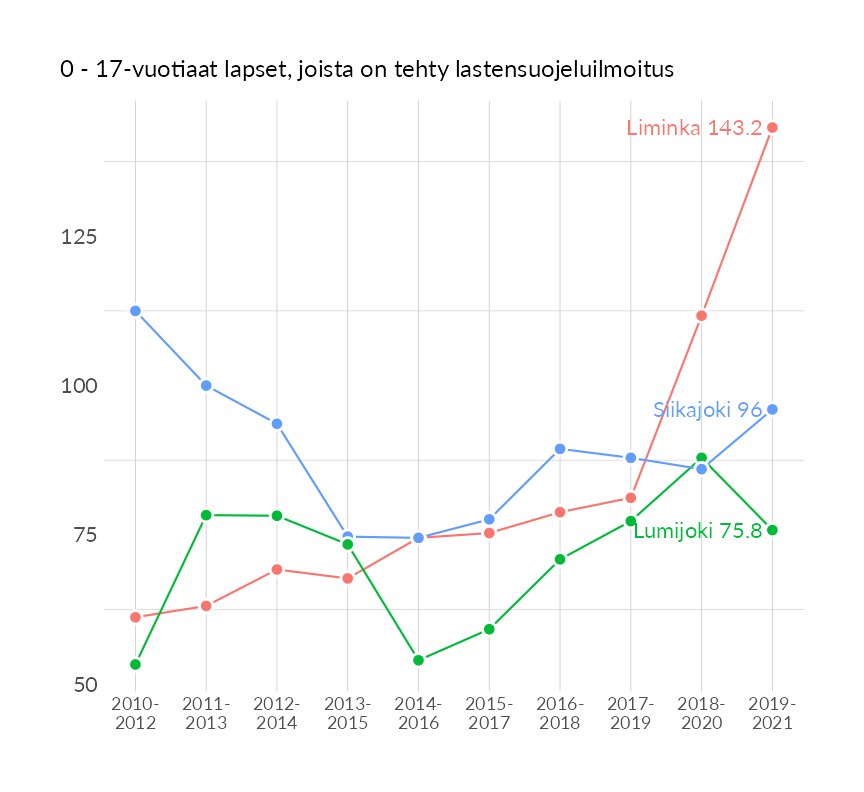 0 - 17-vuotiaat lapset, joista on tehty lastensuojeluilmoitus
Liminka 143.2
125
100
Siikajoki 96
75
Lumijoki 75.8
50
2010- 2011- 2012- 2013- 2014- 2015- 2016- 2017- 2018- 2019-
2012 2013 2014 2015 2016 2017 2018 2019 2020 2021